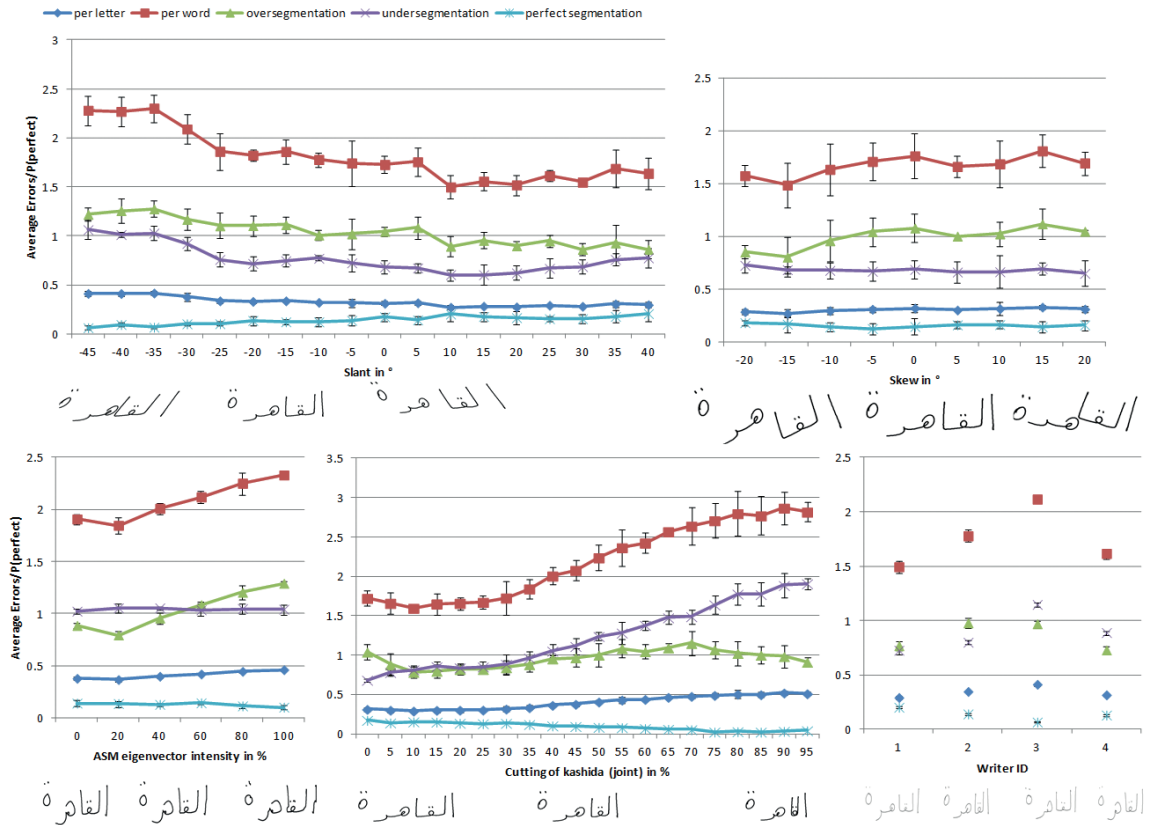 per letter per word oversegmentation undersegmentation perfect segmentation
Average Errors/P(perfect)
3
2.5
2
1.5
1
0.5
0
-45 -40 -35 -30 -25 -20 -15 -10 -5 0 5 10 15 20 25 30 35 40
Slant in °
القاهرة القاهرة القاهرة
2.5
2
1.5
1
0.5
0
-20 -15 -10 -5 0 5 10 15 20
Skew in °
القاهرة القاهرة القاهرة
Average Errors/P(perfect)
2.5
2
1.5
1
0.5
0
0 20 40 60 80 100
ASM eigenvector intensity in %
القاهرة القاهرة القاهرة
3.5
3
2.5
2
1.5
1
0.5
0
0 5 10 15 20 25 30 35 40 45 50 55 60 65 70 75 80 85 90 95
Cutting of kashida (joint) in %
القاهرة القاهرة القاهرة
2.5
2
1.5
1
0.5
0
1 2 3 4
Writer ID
القاهرة القاهرة القاهرة القاهرة